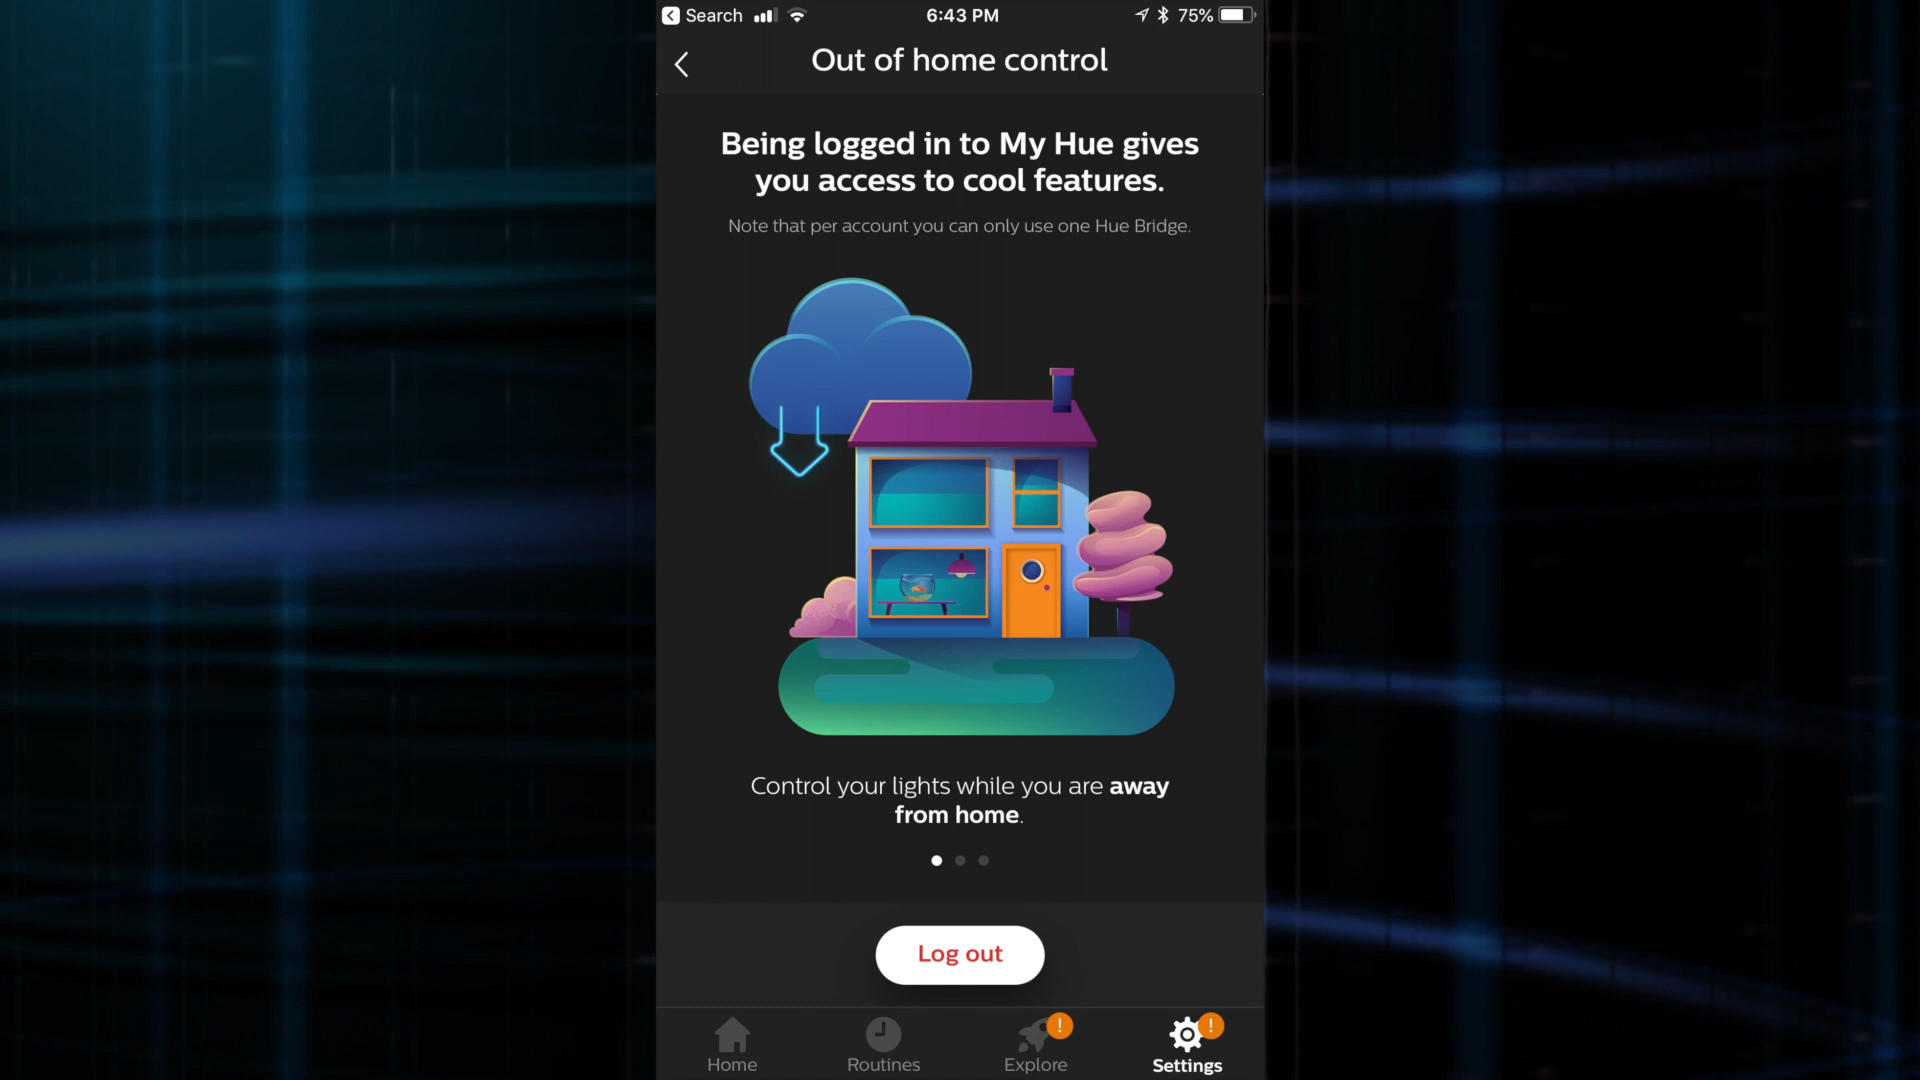 Search
6:43 PM
75%
Out of home control
Being logged in to My Hue gives
you access to cool features.
Note that per account you can only use one Hue Bridge.
Control your lights while you are away
from home.
Log out
!
!
Home
Routines
Explore
Settings